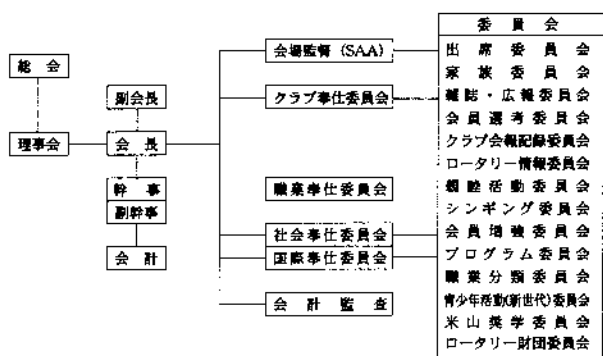 総会
理事会
副会長
会長
幹事
副幹事
会計
会場監督(SAA)
クラブ奉仕委員会
職業奉仕委員会
社会奉仕委員会
国際奉仕委員会
会計監査
委員会
出席委員会
家族委員会
雑誌・広報委員会
会員選考委員会
クラブ会報記録委員会
ロータリー情報委員会
親睦活動委員会
シンギング委員会
会員増強委員会
プログラム委員会
職業分類委員会
青少年活動(新世代)委員会
米山奨学委員会
ロータリー財団委員会